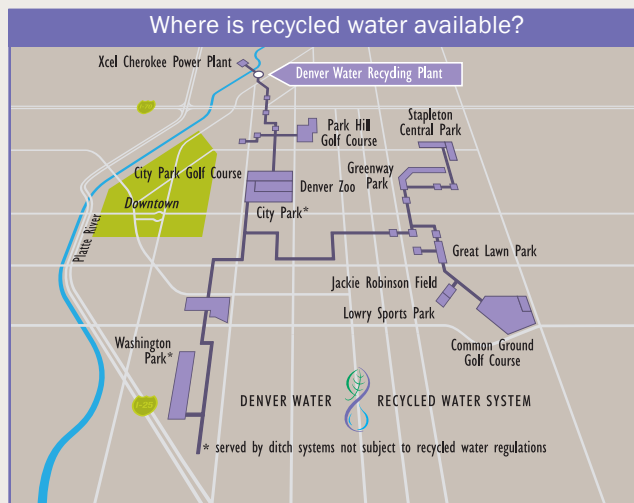 Where is recycled water available?
Xcel Cherokee Power Plant
Denver Water Recycling Plant
Stapleton
Central Park
Park Hill
Golf Course
Greenway
Park
City Park Golf Course
Denver Zoo
Downtown
City Park*
Platte River
Great Lawn Park
Jackie Robinson Field
Lowry Sports Park
Common Ground
Golf Course
Washington
Park*
I-25
DENVER WATER
RECYCLED WATER SYSTEM
* served by ditch systems not subject to recycled water regulations